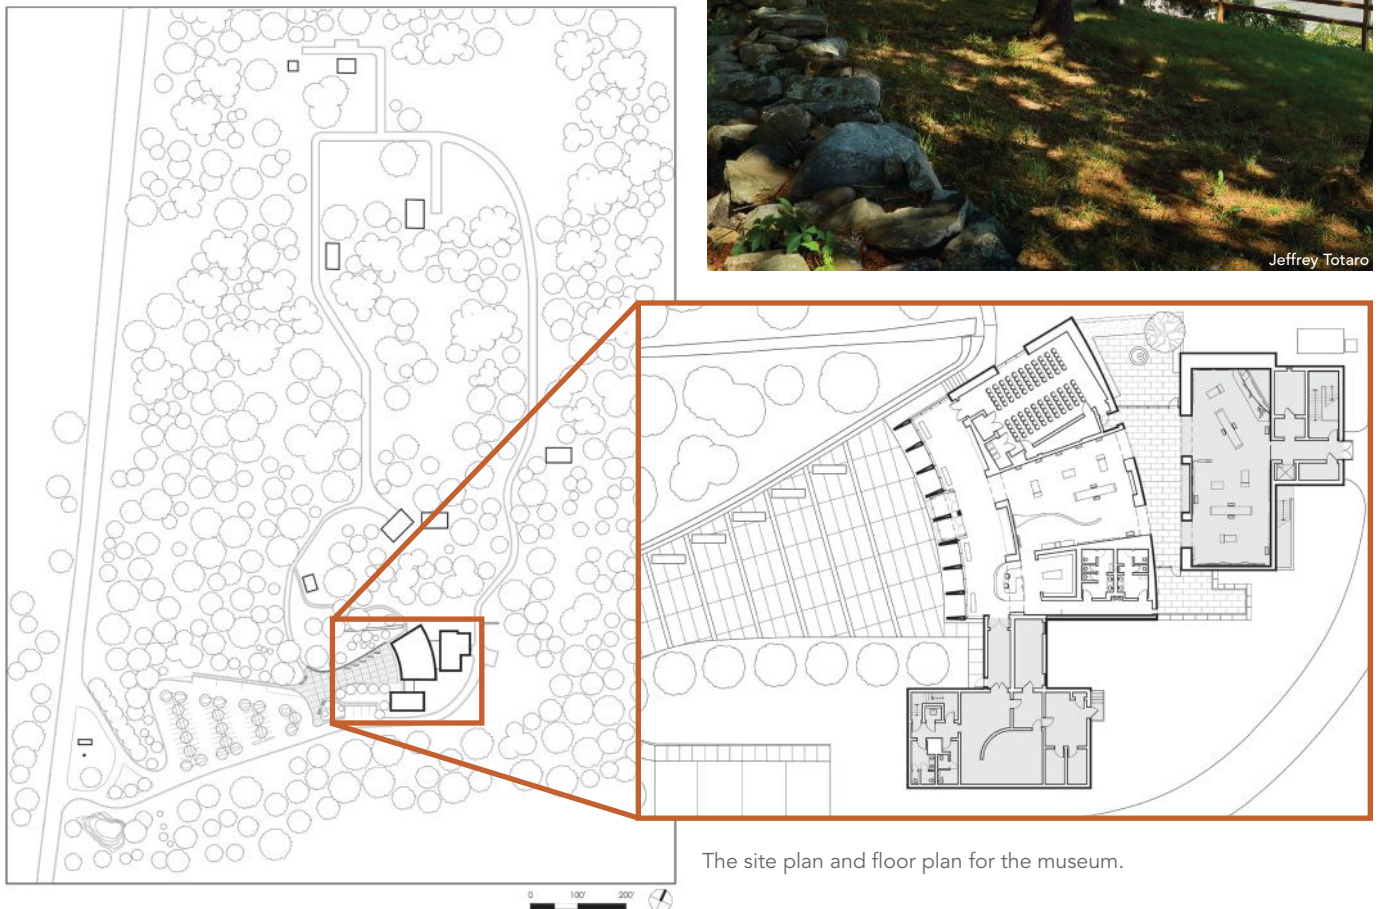 Jeffrey Totaro
The site plan and floor plan for the museum.
0 100' 200'